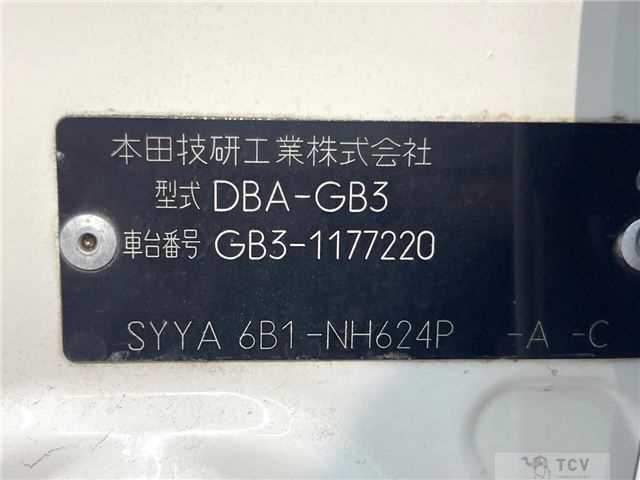 本田技研工業株式会社
型式 DBA-GB3
車台番号 GB3-1177220
SYYA 6B1-NH624P -A -C
TCV